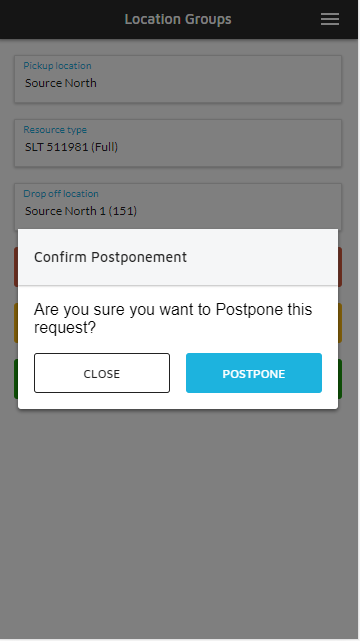 Location Groups
Pickup location
Source North
Resource type
SLT 511981 (Full)
Drop off location
Source North 1 (151)
Confirm Postponement
Are you sure you want to Postpone this
request?
CLOSE
POSTPONE